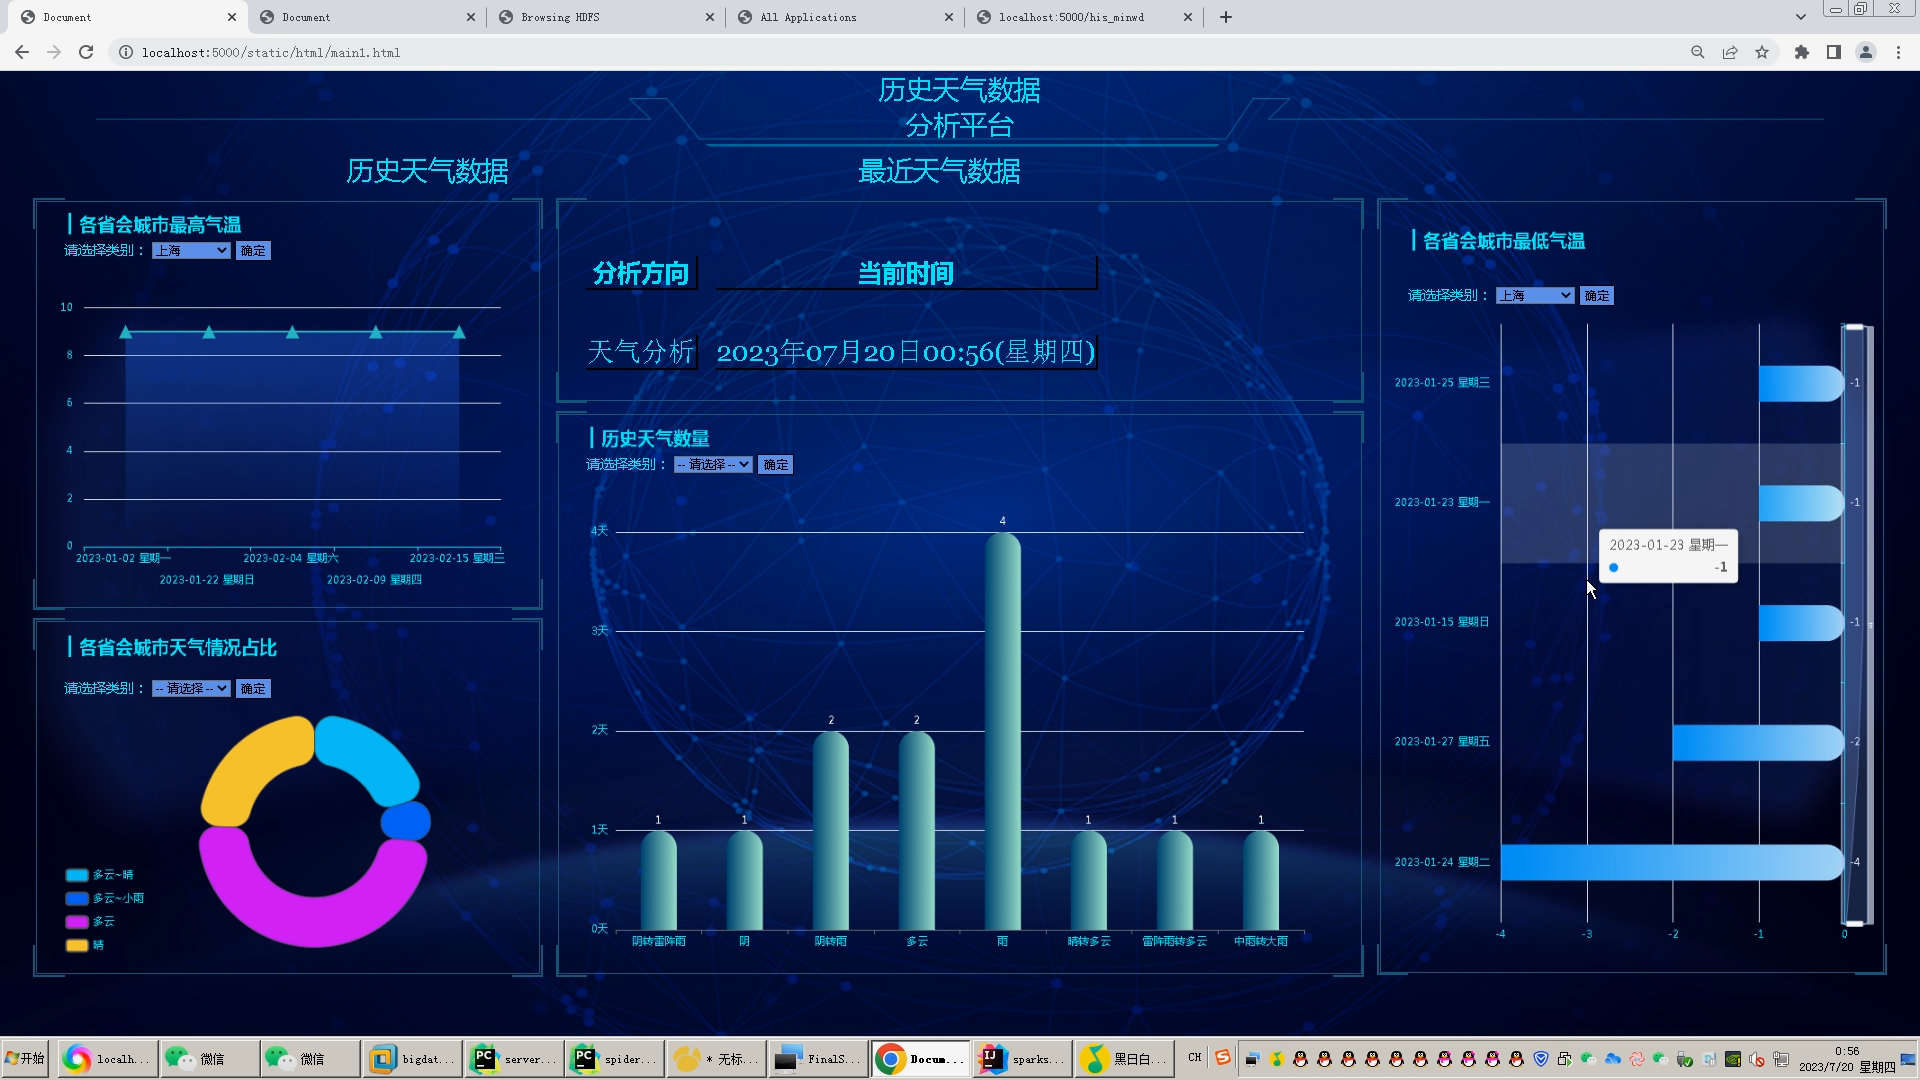 Document
Document
Browsing HDFS
All Applications
localhost:5000/his_minwd
localhost:5000/static/html/main1.html
历史天气数据
分析平台
历史天气数据
最近天气数据
各省会城市最高气温
请选择类别：
上海
确定
10
8
6
4
2
0
2023-01-02 星期一
2023-01-22 星期日
2023-02-04 星期六
2023-02-09 星期四
2023-02-15 星期三
各省会城市天气情况占比
请选择类别：
-- 请选择 --
确定
多云~晴
多云~小雨
多云
晴
分析方向
当前时间
天气分析
2023年07月20日00:56(星期四)
历史天气数量
请选择类别：
-- 请选择 --
确定
4天
3天
2天
1天
0天
1
1
2
2
4
1
1
1
阴转雷阵雨
阴
阴转雨
多云
雨
晴转多云
雷阵雨转多云
中雨转大雨
各省会城市最低气温
请选择类别：
上海
确定
2023-01-25 星期三
-1
2023-01-23 星期一
-1
2023-01-23 星期一
-1
2023-01-15 星期日
-1
2023-01-27 星期五
-2
2023-01-24 星期二
-4
-4
-3
-2
-1
0
开始
localh...
微信
微信
bigdat...
server...
spider...
* 无标...
FinalS...
Docum...
sparks...
黑白白...
CH
0:56
2023/7/20 星期四